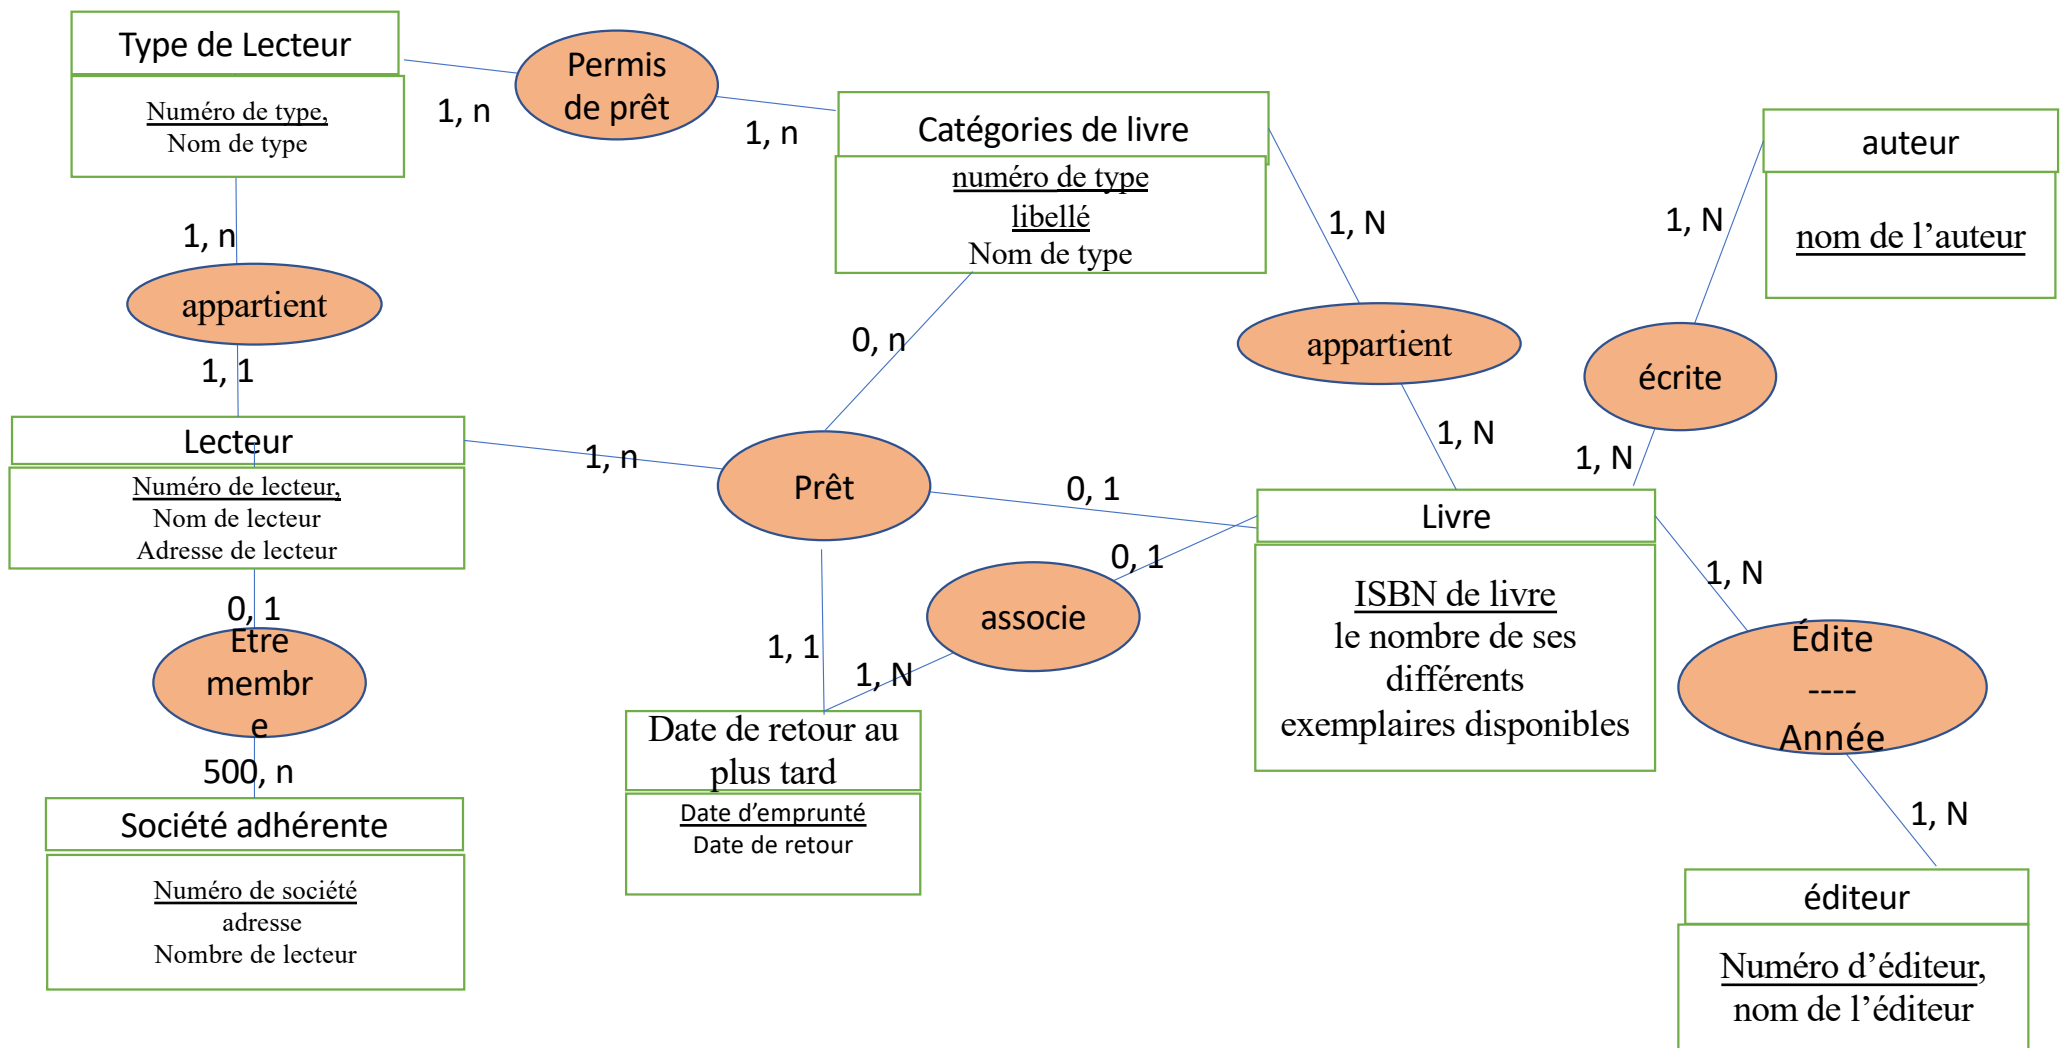 Type de Lecteur
Numéro de type,
Nom de type
1, n
Permis
de prêt
1, n
Catégories de livre
numéro de type
libellé
Nom de type
auteur
nom de l'auteur
1, n
appartient
1, 1
0, n
1, N
appartient
1, N
1, N
écrite
1, N
Lecteur
Numéro de lecteur,
Nom de lecteur
Adresse de lecteur
1, n
Prêt
0, 1
Livre
ISBN de livre
le nombre de ses
différents
exemplaires disponibles
0, 1
associe
1, N
1, 1
0, 1
Etre
membr
e
500, n
Société adhérente
Numéro de société
adresse
Nombre de lecteur
Date de retour au
plus tard
Date d'emprunté
Date de retour
1, N
Édite
----
Année
1, N
éditeur
Numéro d'éditeur,
nom de l'éditeur